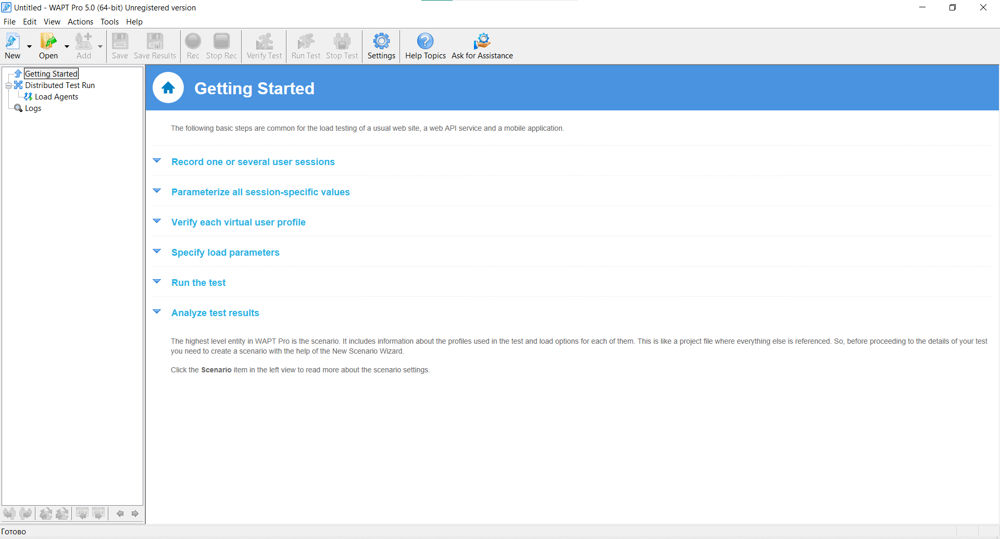 Untitled - WAPT Pro 5.0 (64-bit) Unregistered version
File Edit View Actions Tools Help
New Open Add Save Save Results Rec Stop Rec Verify Test Run Test Stop Test Settings Help Topics Ask for Assistance
Getting Started
Distributed Test Run
Load Agents
Logs
Getting Started
The following basic steps are common for the load testing of a usual web site, a web API service and a mobile application.
Record one or several user sessions
Parameterize all session-specific values
Verify each virtual user profile
Specify load parameters
Run the test
Analyze test results
The highest level entity in WAPT Pro is the scenario. It includes information about the profiles used in the test and load options for each of them. This is like a project file where everything else is referenced. So, before proceeding to the details of your test
you need to create a scenario with the help of the New Scenario Wizard.
Click the Scenario item in the left view to read more about the scenario settings.
404 404
Готово